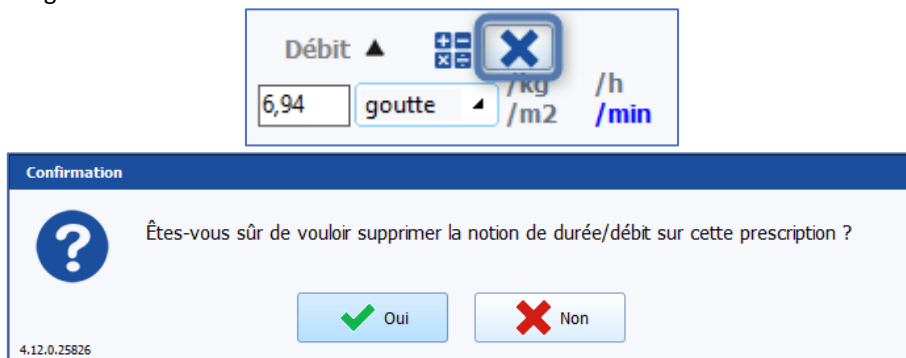 Débit ▲
/kg /h
6,94 goutte /m2 /min
Confirmation
Êtes-vous sûr de vouloir supprimer la notion de durée/débit sur cette prescription ?
Oui Non
4.12.0.25826